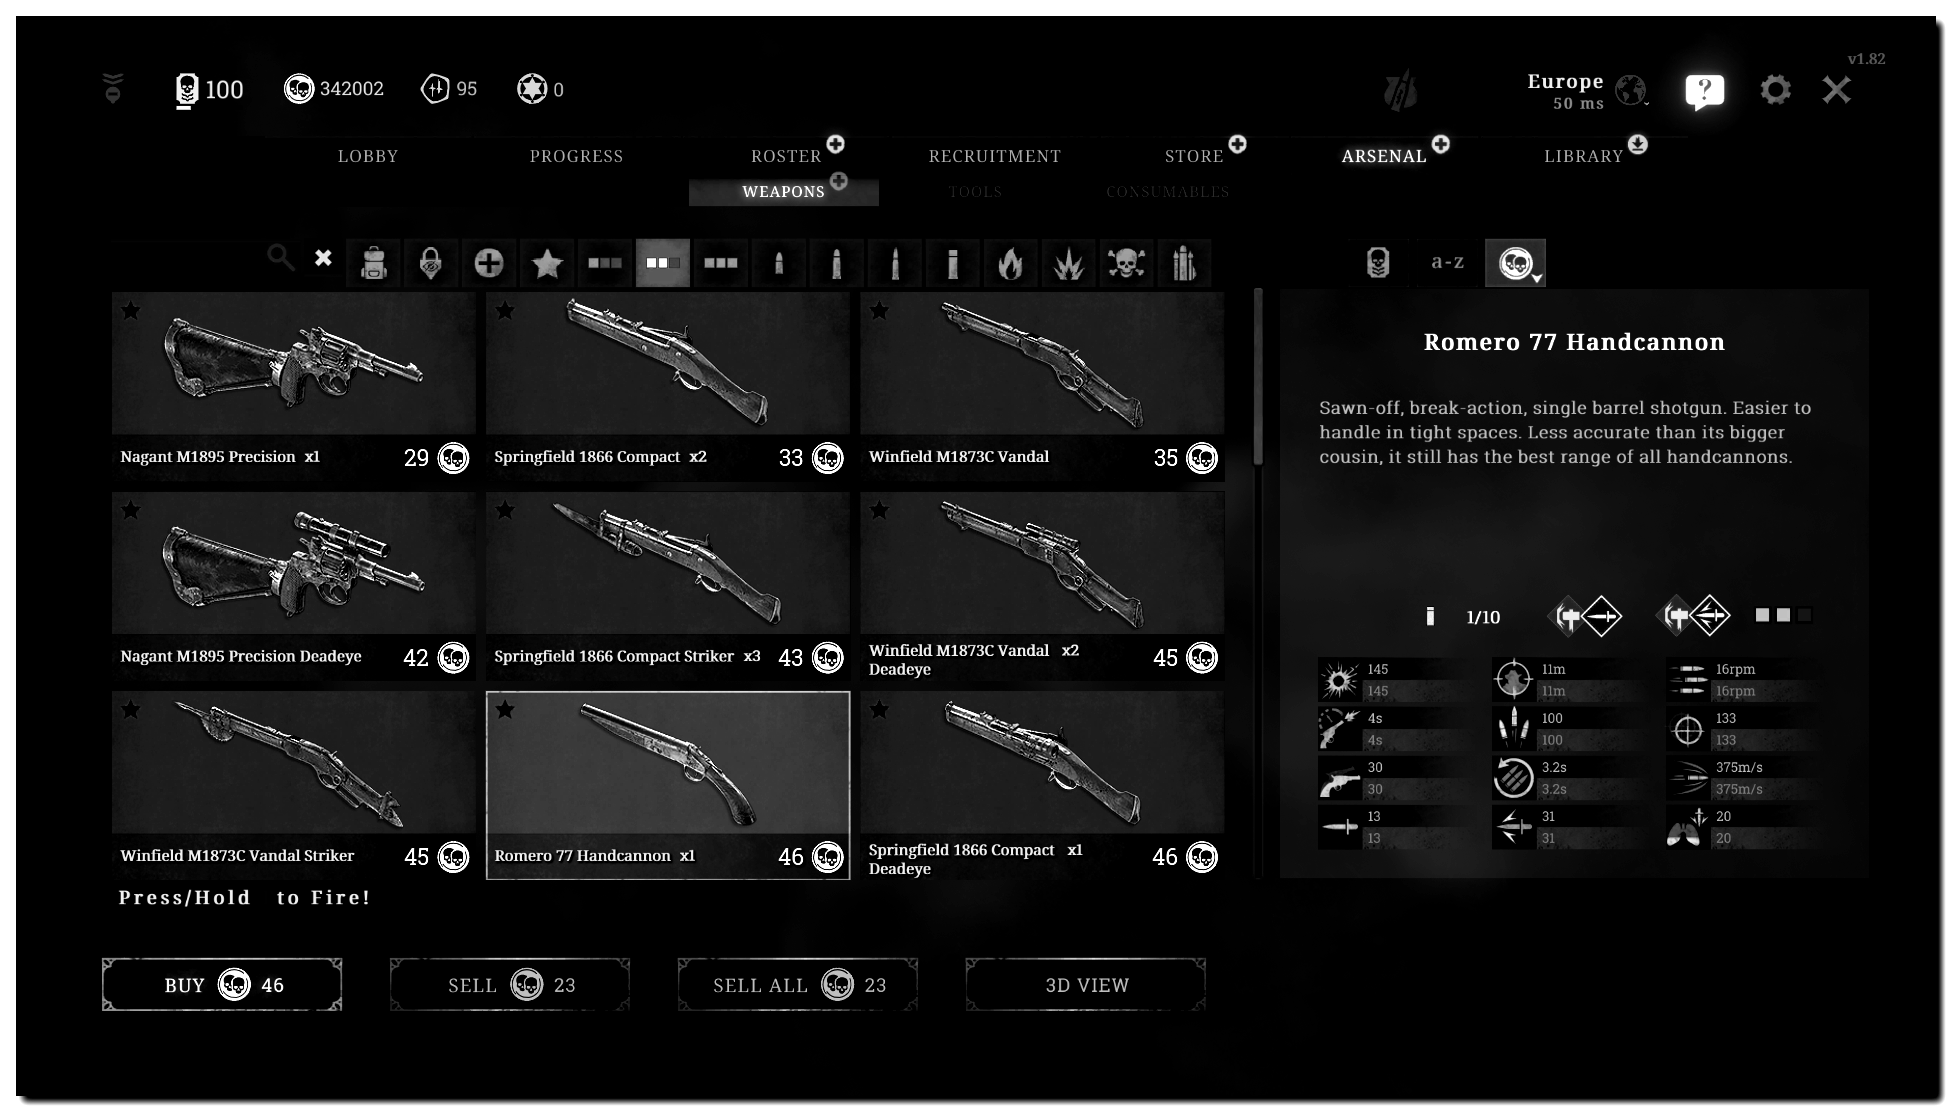 v1.82
100
342002
95
0
Europe
50 ms
?
LOBBY
PROGRESS
ROSTER
RECRUITMENT
STORE
ARSENAL
LIBRARY
WEAPONS
TOOLS
CONSUMABLES
a-z
Nagant M1895 Precision x1 29
Springfield 1866 Compact x2 33
Winfield M1873C Vandal 35
Nagant M1895 Precision Deadeye 42
Springfield 1866 Compact Striker x3 43
Winfield M1873C Vandal x2
Deadeye
45
Winfield M1873C Vandal Striker 45
Romero 77 Handcannon x1 46
Springfield 1866 Compact x1
Deadeye
46
Press/Hold to Fire!
BUY 46
SELL 23
SELL ALL 23
3D VIEW
Romero 77 Handcannon
Sawn-off, break-action, single barrel shotgun. Easier to
handle in tight spaces. Less accurate than its bigger
cousin, it still has the best range of all handcannons.
1/10
145 11m 16rpm
145 11m 16rpm
4s 100 133
4s 100 133
30 3.2s 375m/s
30 3.2s 375m/s
13 31 20
13 31 20